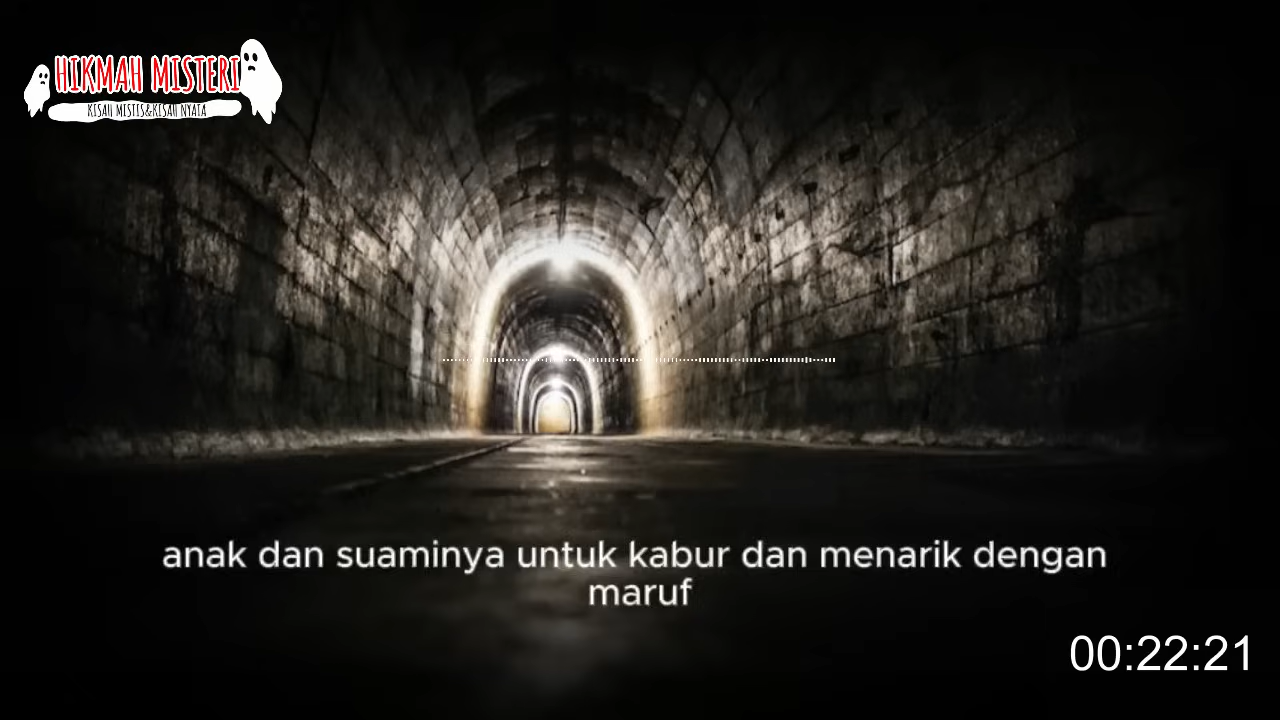 HIKMAH MISTERI
KISAH MISTIS&KISAH NYATA
anak dan suaminya untuk kabur dan menarik dengan
maruf
00:22:21